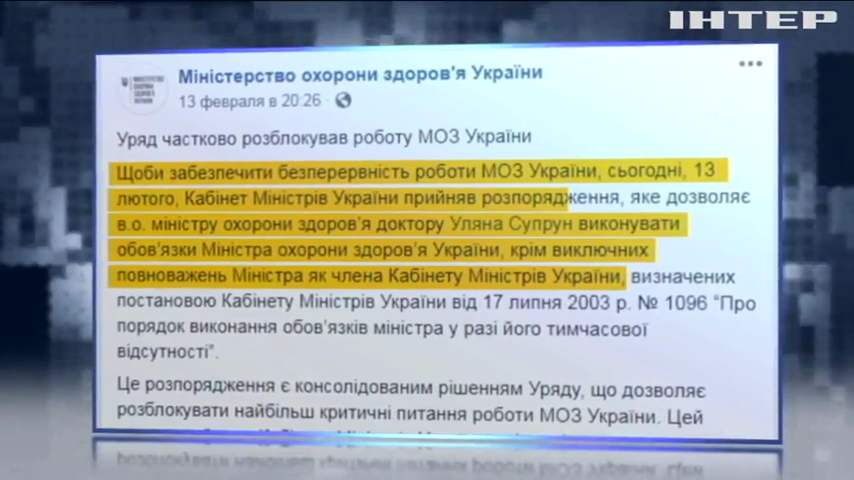 ІНТЕР
Міністерство охорони здоров'я України
13 февраля в 20:26
Уряд частково розблокував роботу МОЗ України
Щоби забезпечити безперервність роботи МОЗ України, сьогодні, 13
лютого, Кабінет Міністрів України прийняв розпорядження, яке дозволяє
в.о. міністру охорони здоров'я доктору Уляна Супрун виконувати
обов'язки Міністра охорони здоров'я України, крім виключних
повноважень Міністра як члена Кабінету Міністрів України, визначених
постановою Кабінету Міністрів України від 17 липня 2003 р. № 1096 "Про
порядок виконання обов'язків міністра у разі його тимчасової
відсутності".
Це розпорядження є консолідованим рішенням Уряду, що дозволяє
розблокувати найбільш критичні питання роботи МОЗ України. Цей